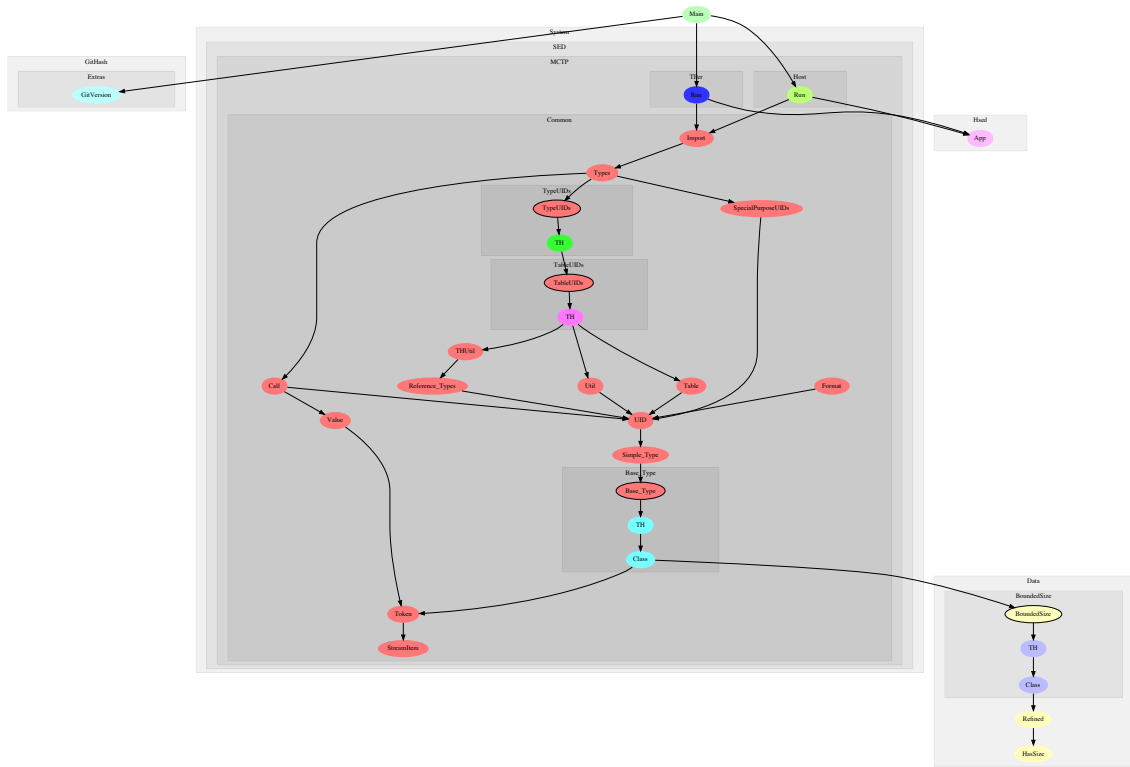 Main
System
SED
GitHash
MCTP
Extras
TPer
Host
GitVersion
Run
Run
Hsed
Common
Import
App
Types
TypeUIDs
TypeUIDs
SpecialPurposeUIDs
TH
TableUIDs
TableUIDs
TH
THUtil
Call
Reference_Types
Util
Table
Format
Value
UID
Simple_Type
Base_Type
Base_Type
TH
Class
Data
BoundedSize
Token
BoundedSize
StreamItem
TH
Class
Refined
HasSize